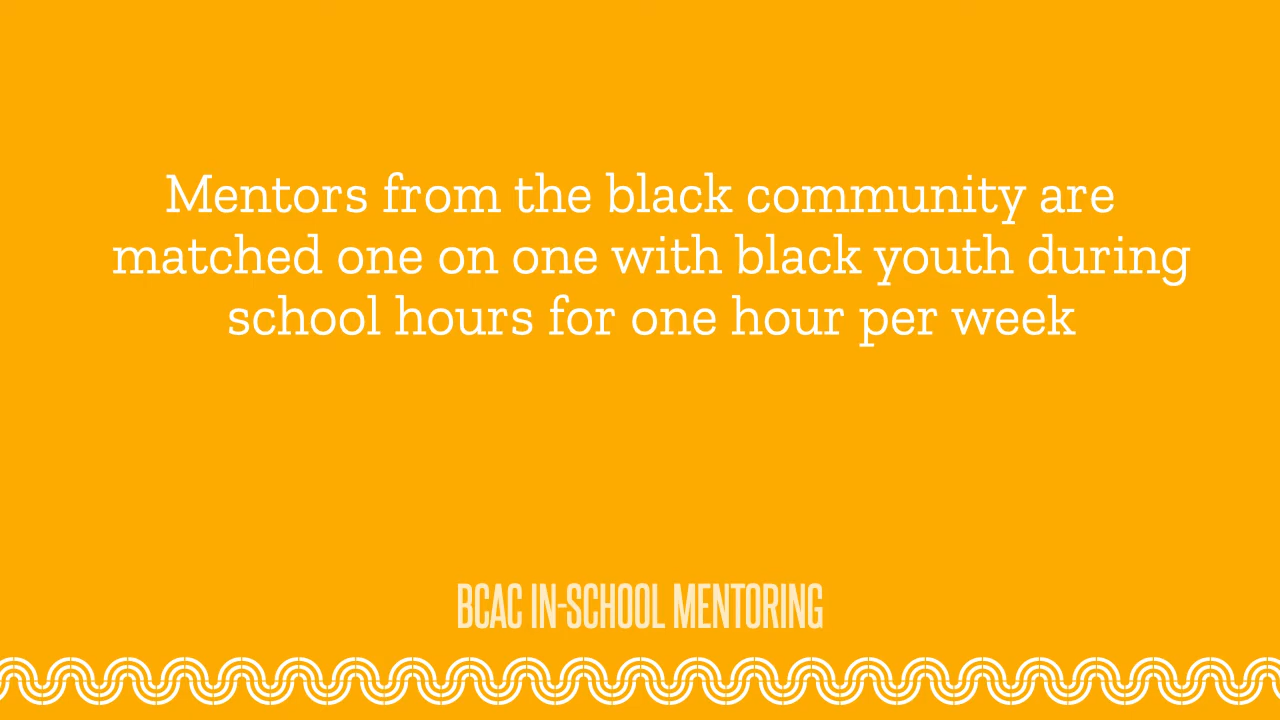 Mentors from the black community are
matched one on one with black youth during
school hours for one hour per week
BCAC IN-SCHOOL MENTORING